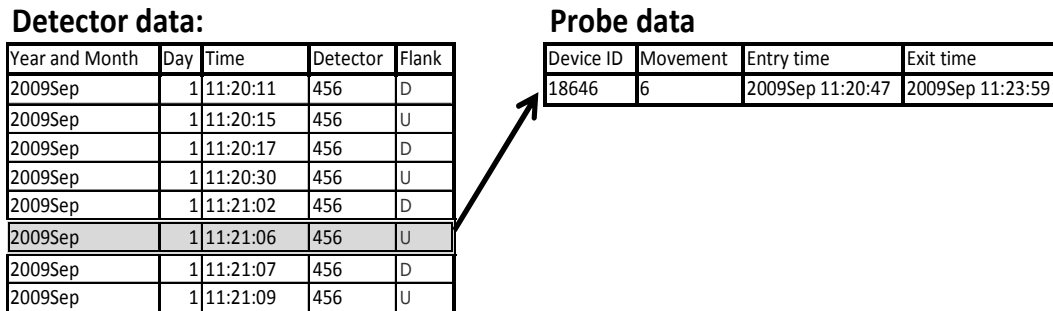 Detector data:
Year and Month Day Time Detector Flank
2009Sep 1 11:20:11 456 D
2009Sep 1 11:20:15 456 U
2009Sep 1 11:20:17 456 D
2009Sep 1 11:20:30 456 U
2009Sep 1 11:21:02 456 D
2009Sep 1 11:21:06 456 U
2009Sep 1 11:21:07 456 D
2009Sep 1 11:21:09 456 U
Probe data
Device ID Movement Entry time Exit time
18646 6 2009Sep 11:20:47 2009Sep 11:23:59